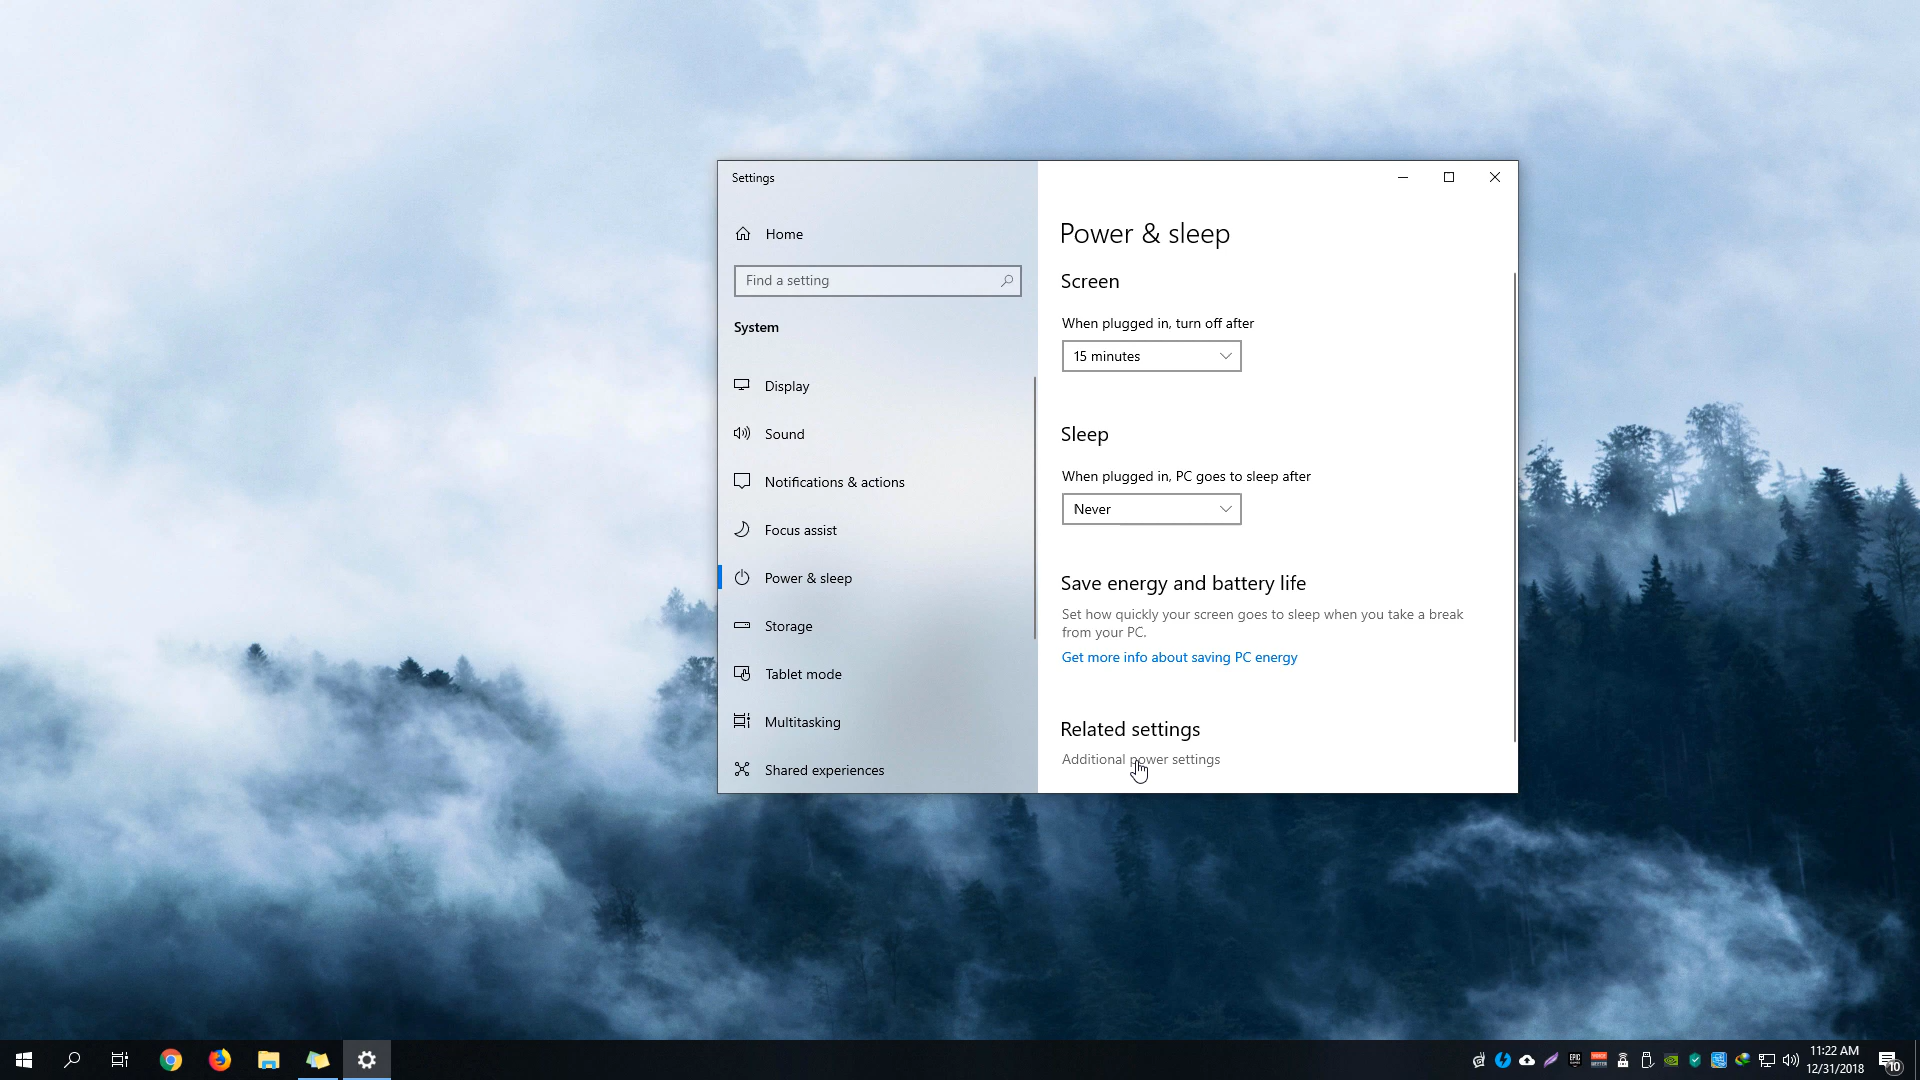 Settings
Home
Find a setting
System
Display
Sound
Notifications & actions
Focus assist
Power & sleep
Storage
Tablet mode
Multitasking
Shared experiences
Power & sleep
Screen
When plugged in, turn off after
15 minutes
Sleep
When plugged in, PC goes to sleep after
Never
Save energy and battery life
Set how quickly your screen goes to sleep when you take a break
from your PC.
Get more info about saving PC energy
Related settings
Additional power settings
EPIC
11:22 AM
12/31/2018
10